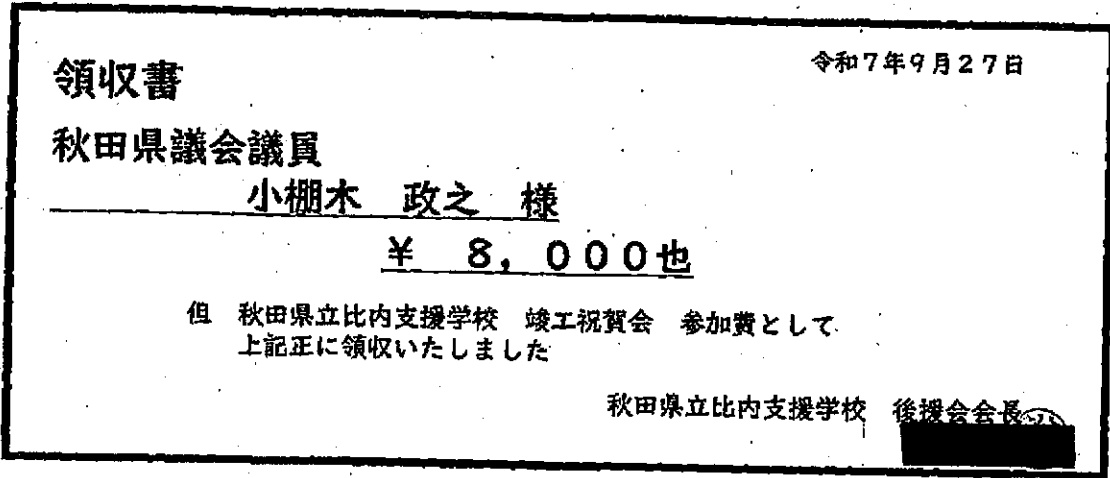 令和7年9月27日
領収書
秋田県議会議員
小棚木 政之 様
¥ 8,000也
但 秋田県立比内支援学校 竣工祝賀会 参加費として
上記正に領収いたしました
秋田県立比内支援学校 後援会会長